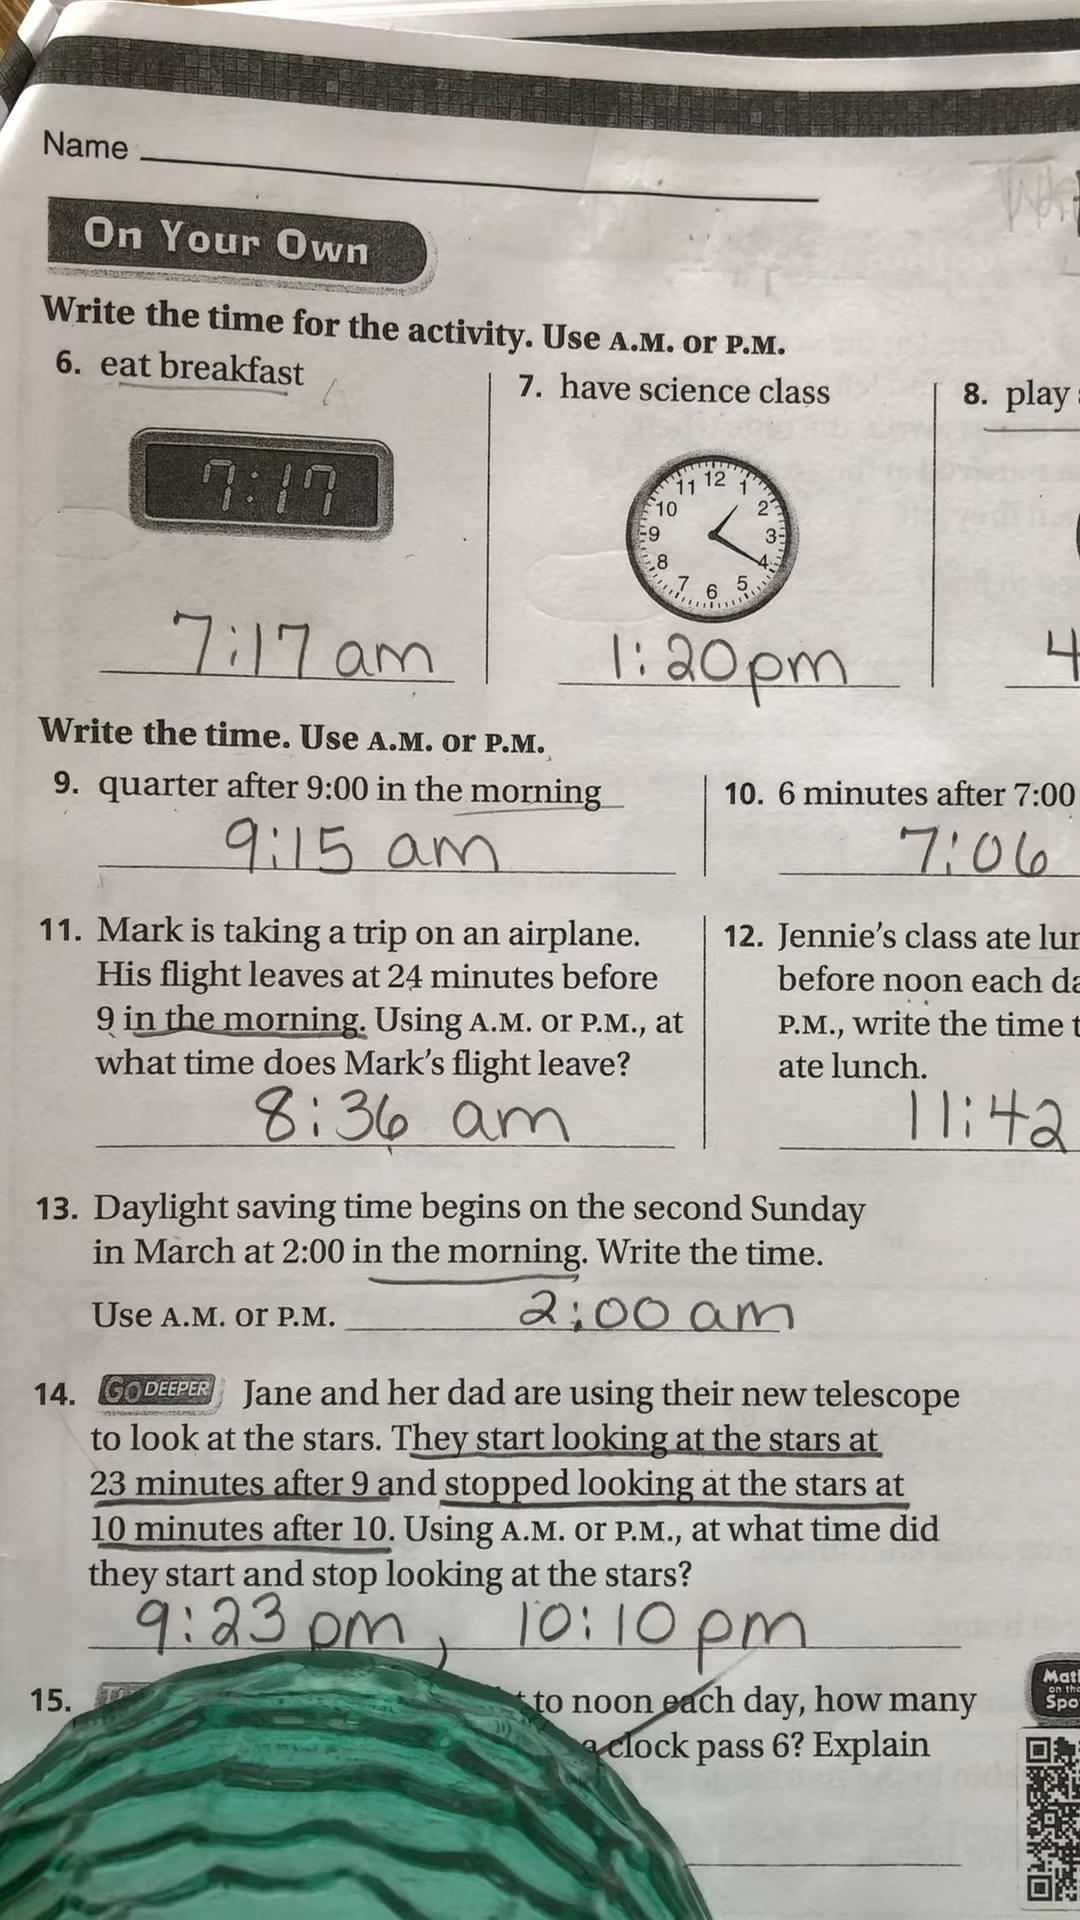 Name
On Your Own
Write the time for the activity. Use A.M. or P.M.
6. eat breakfast
7:17
7:17 am
7. have science class
11 12 1
10 2
9 3
8 4
7 6 5
1:20 pm
8. play
4
Write the time. Use A.M. or P.M.
9. quarter after 9:00 in the morning
9:15 am
10. 6 minutes after 7:00
7:06
11. Mark is taking a trip on an airplane.
His flight leaves at 24 minutes before
9 in the morning. Using A.M. or P.M., at
what time does Mark's flight leave?
8:36 am
12. Jennie's class ate
before noon each
P.M., write the time
ate lunch.
11:42
13. Daylight saving time begins on the second Sunday
in March at 2:00 in the morning. Write the time.
Use A.M. or P.M. 2:00 am
14. GO DEEPER Jane and her dad are using their new telescope
to look at the stars. They start looking at the stars at
23 minutes after 9 and stopped looking at the stars at
10 minutes after 10. Using A.M. or P.M., at what time did
they start and stop looking at the stars?
9:23 pm, 10:10 pm
15. to noon each day, how many
clock pass 6? Explain
Math
on the
Spot